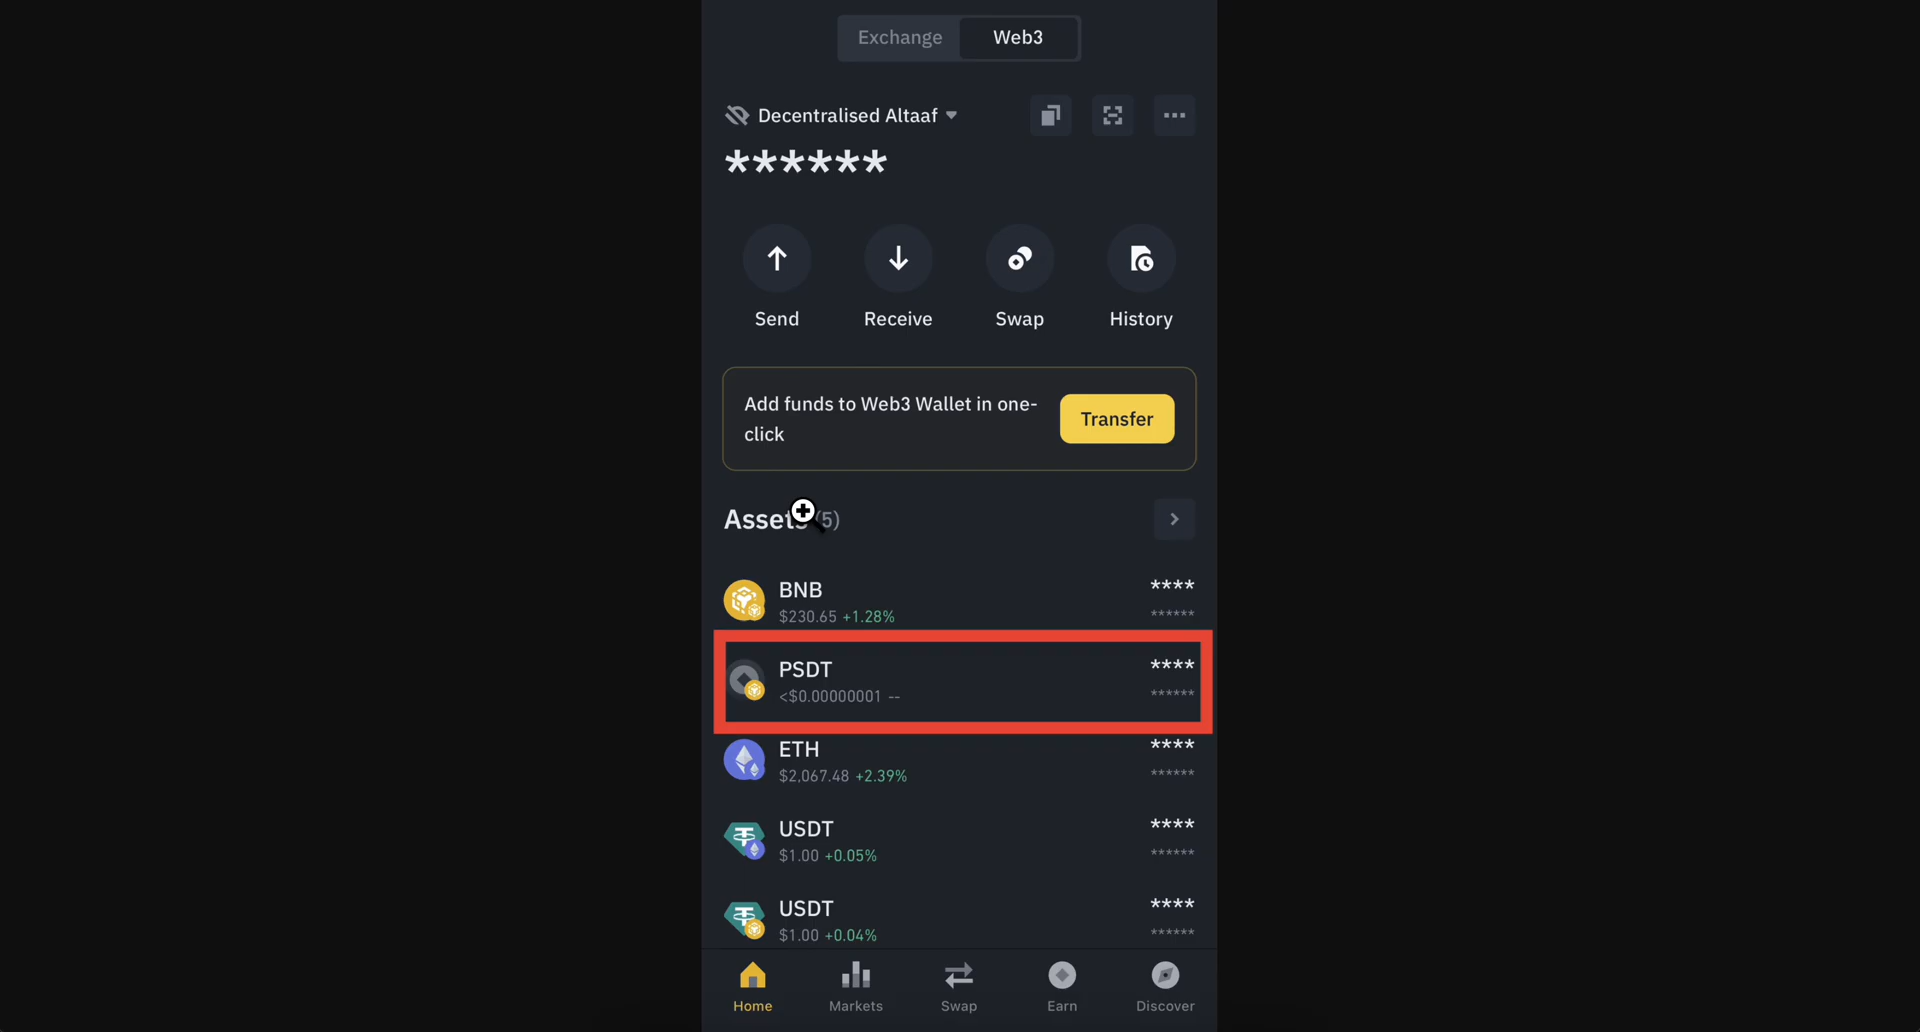 Exchange Web3
Decentralised Altaaf
******
Send Receive Swap History
Add funds to Web3 Wallet in one-
click
Transfer
Assets (5)
BNB ****
$230.65 +1.28% ******
PSDT ****
<$0.00000001 -- ******
ETH ****
$2,067.48 +2.39% ******
USDT ****
$1.00 +0.05% ******
USDT ****
$1.00 +0.04% ******
Home Markets Swap Earn Discover